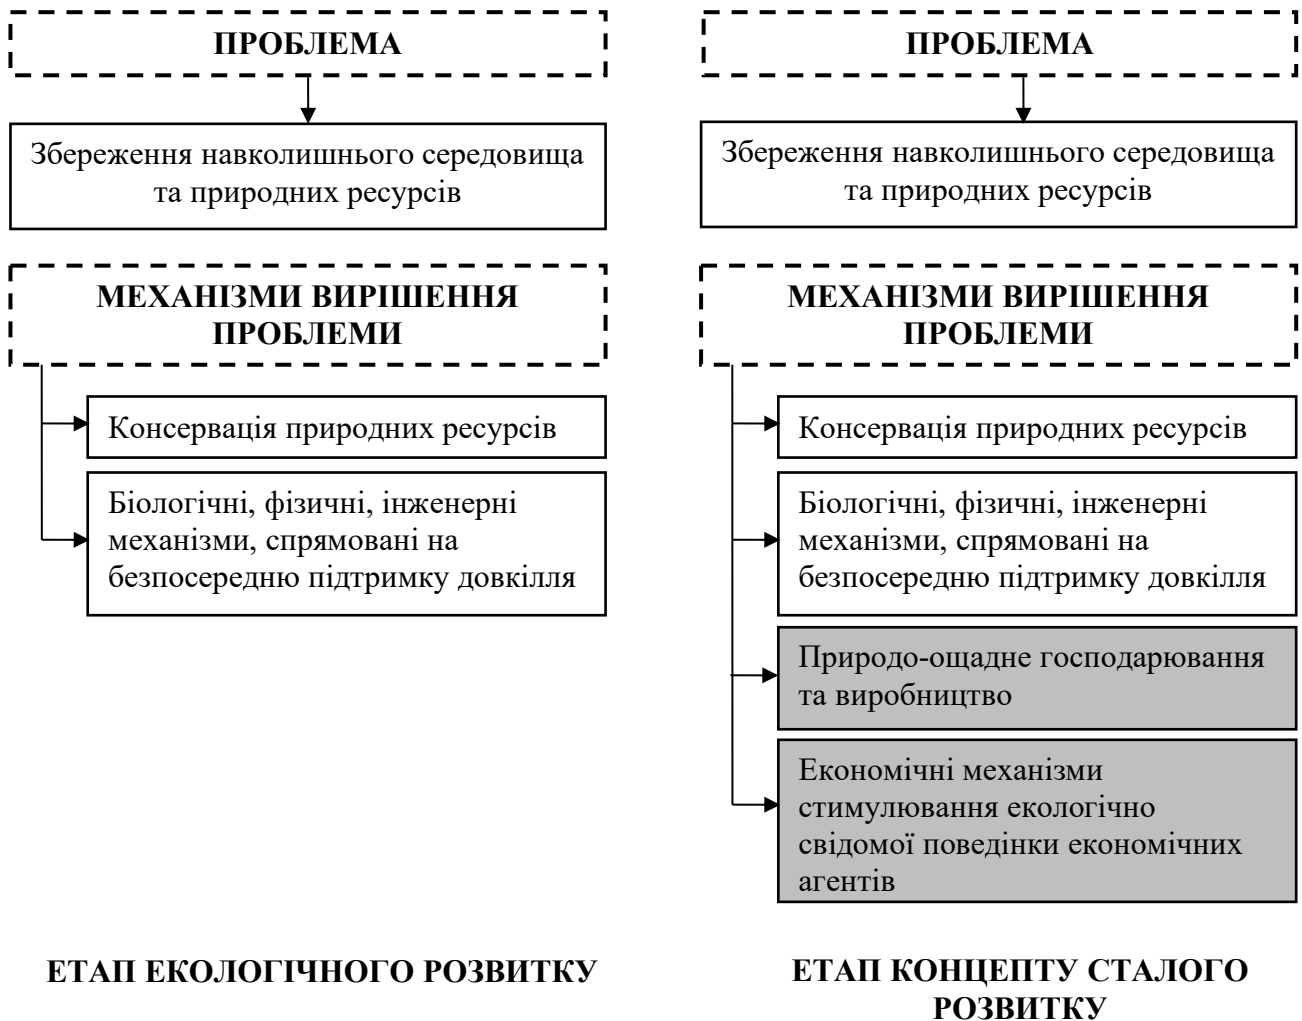 ПРОБЛЕМА
Збереження навколишнього середовища
та природних ресурсів
МЕХАНІЗМИ ВИРІШЕННЯ
ПРОБЛЕМИ
Консервація природних ресурсів
Біологічні, фізичні, інженерні
механізми, спрямовані на
безпосередню підтримку довкілля
ЕТАП ЕКОЛОГІЧНОГО РОЗВИТКУ
ПРОБЛЕМА
Збереження навколишнього середовища
та природних ресурсів
МЕХАНІЗМИ ВИРІШЕННЯ
ПРОБЛЕМИ
Консервація природних ресурсів
Біологічні, фізичні, інженерні
механізми, спрямовані на
безпосередню підтримку довкілля
Природо-ощадне господарювання
та виробництво
Економічні механізми
стимулювання екологічно
свідомої поведінки економічних
агентів
ЕТАП КОНЦЕПТУ СТАЛОГО
РОЗВИТКУ